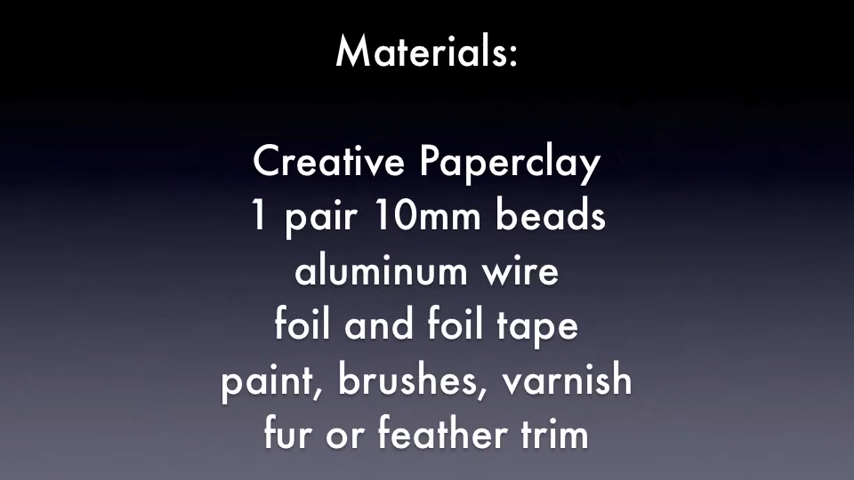 Materials:
Creative Paperclay
1 pair 10mm beads
aluminum wire
foil and foil tape
paint, brushes, varnish
fur or feather trim